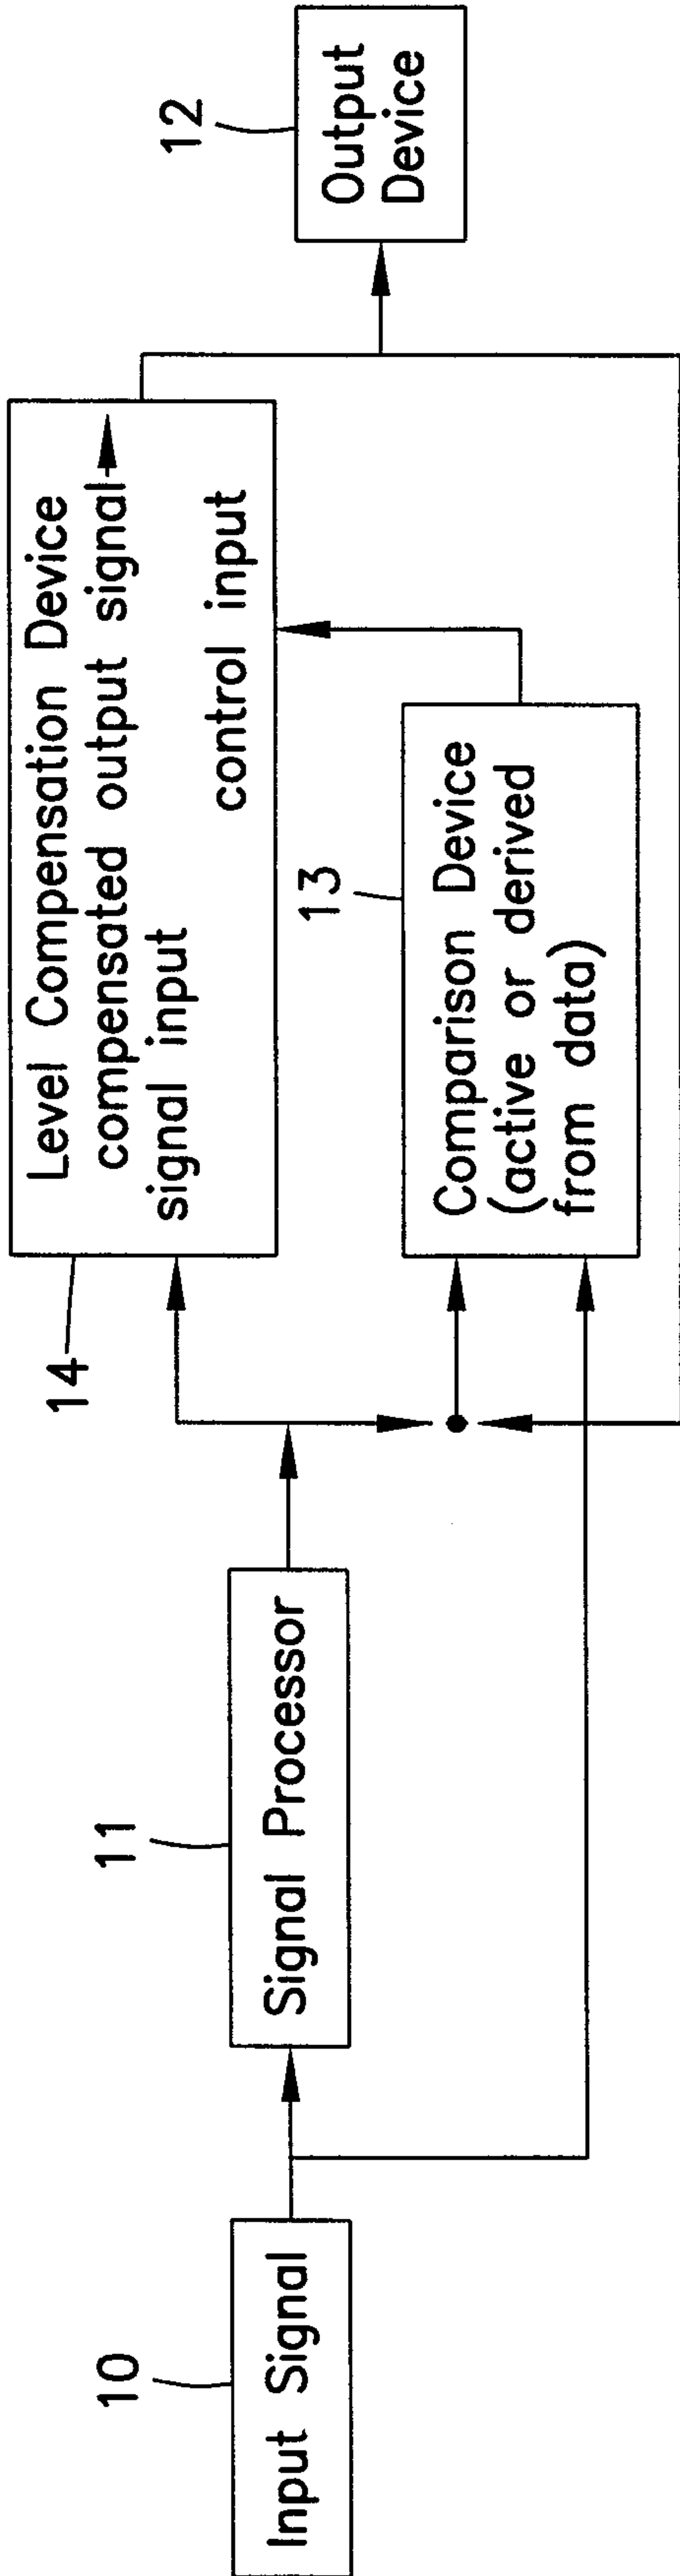 10
Input Signal
11
Signal Processor
14
Level Compensation Device
compensated output signal
signal input
control input
13
Comparison Device
(active or derived
from data)
12
Output
Device